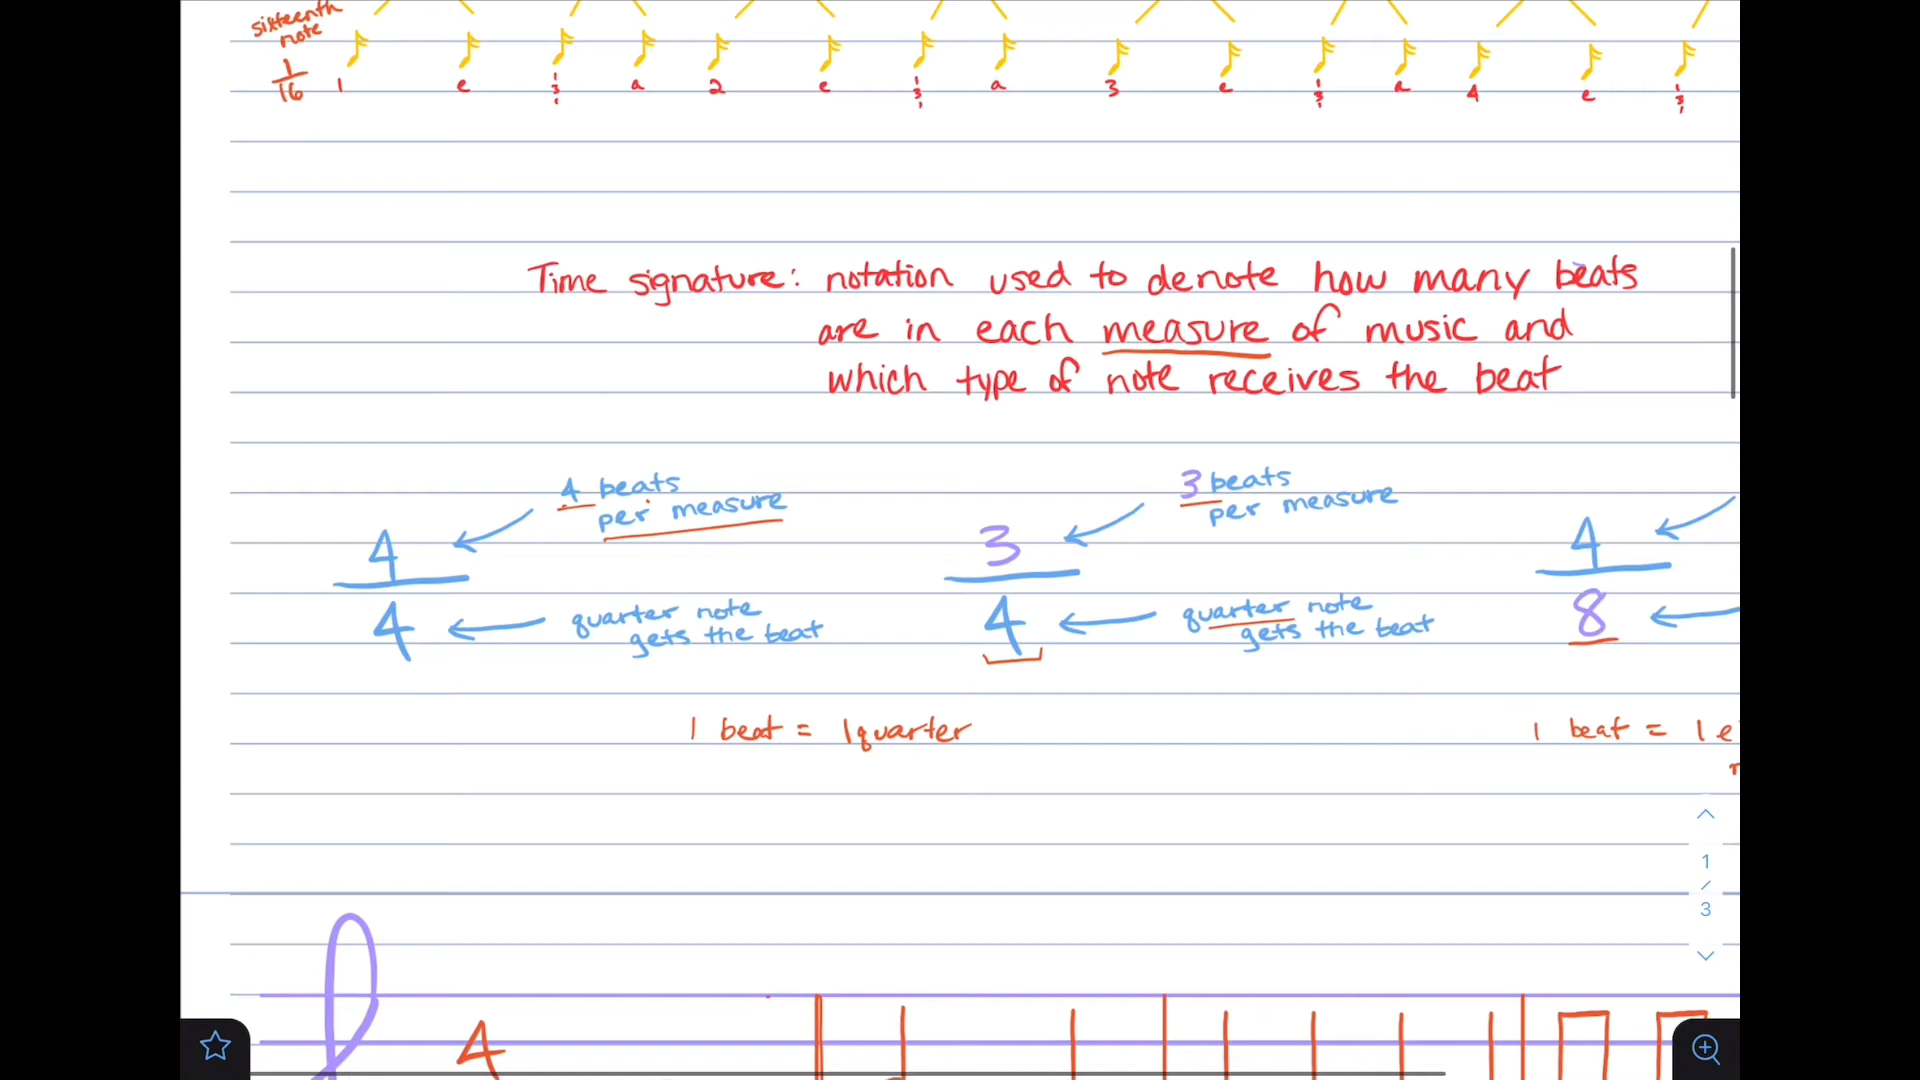 sixteenth
note
1
16
1 e & a 2 e & a 3 e & a 4 e &
Time signature: notation used to denote how many beats
are in each measure of music and
which type of note receives the beat
4 beats
per measure
4
4
quarter note
gets the beat
3 beats
per measure
3
4
quarter note
gets the beat
4
8
1 beat = 1 quarter
1 beat = 1 e
1
/
3
4